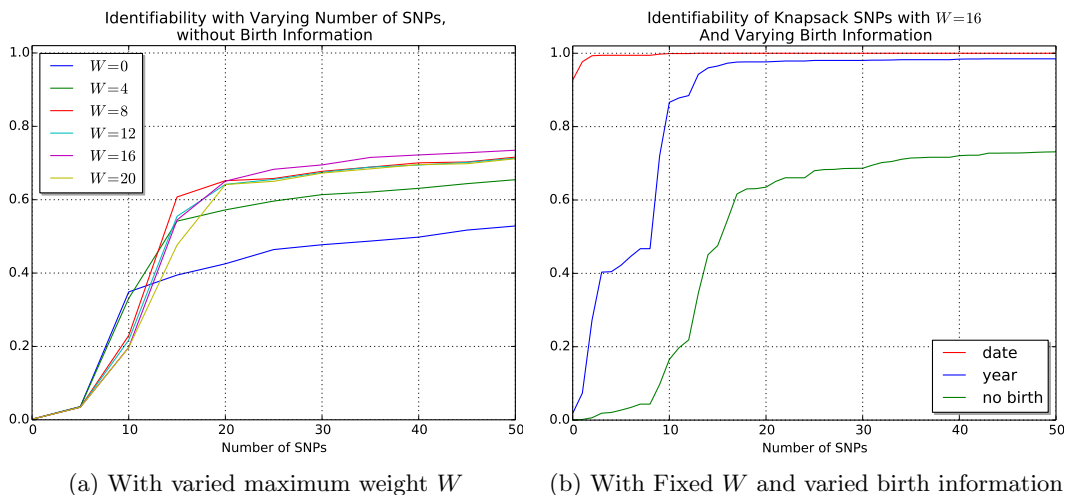 Identifiability with Varying Number of SNPs,
without Birth Information
1.0
0.8
0.6
0.4
0.2
0.0
W=0
W=4
W=8
W=12
W=16
W=20
0 10 20 30 40 50
Number of SNPs
(a) With varied maximum weight W
Identifiability of Knapsack SNPs with W=16
And Varying Birth Information
1.0
0.8
0.6
0.4
0.2
0.0
date
year
no birth
0 10 20 30 40 50
Number of SNPs
(b) With Fixed W and varied birth information